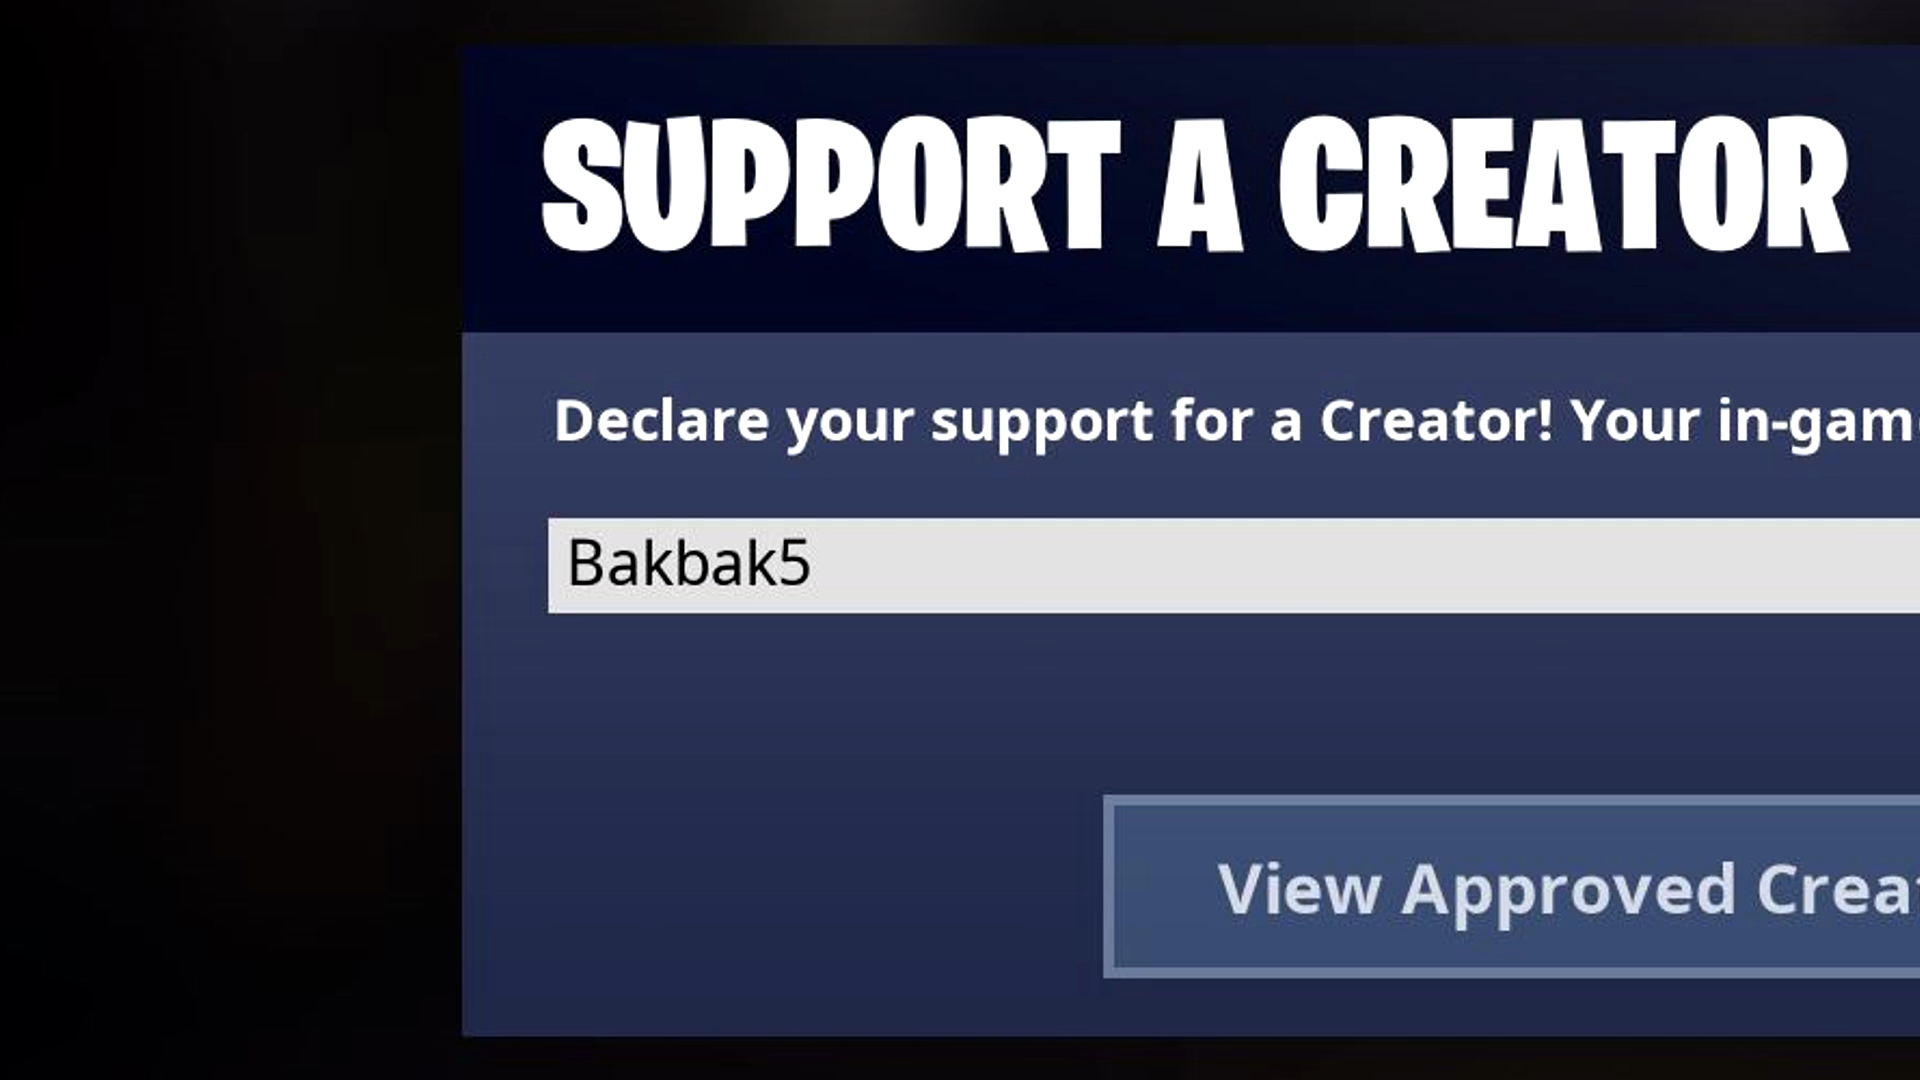 SUPPORT A CREATOR
Declare your support for a Creator! Your in-gam
Bakbak5
View Approved Crea